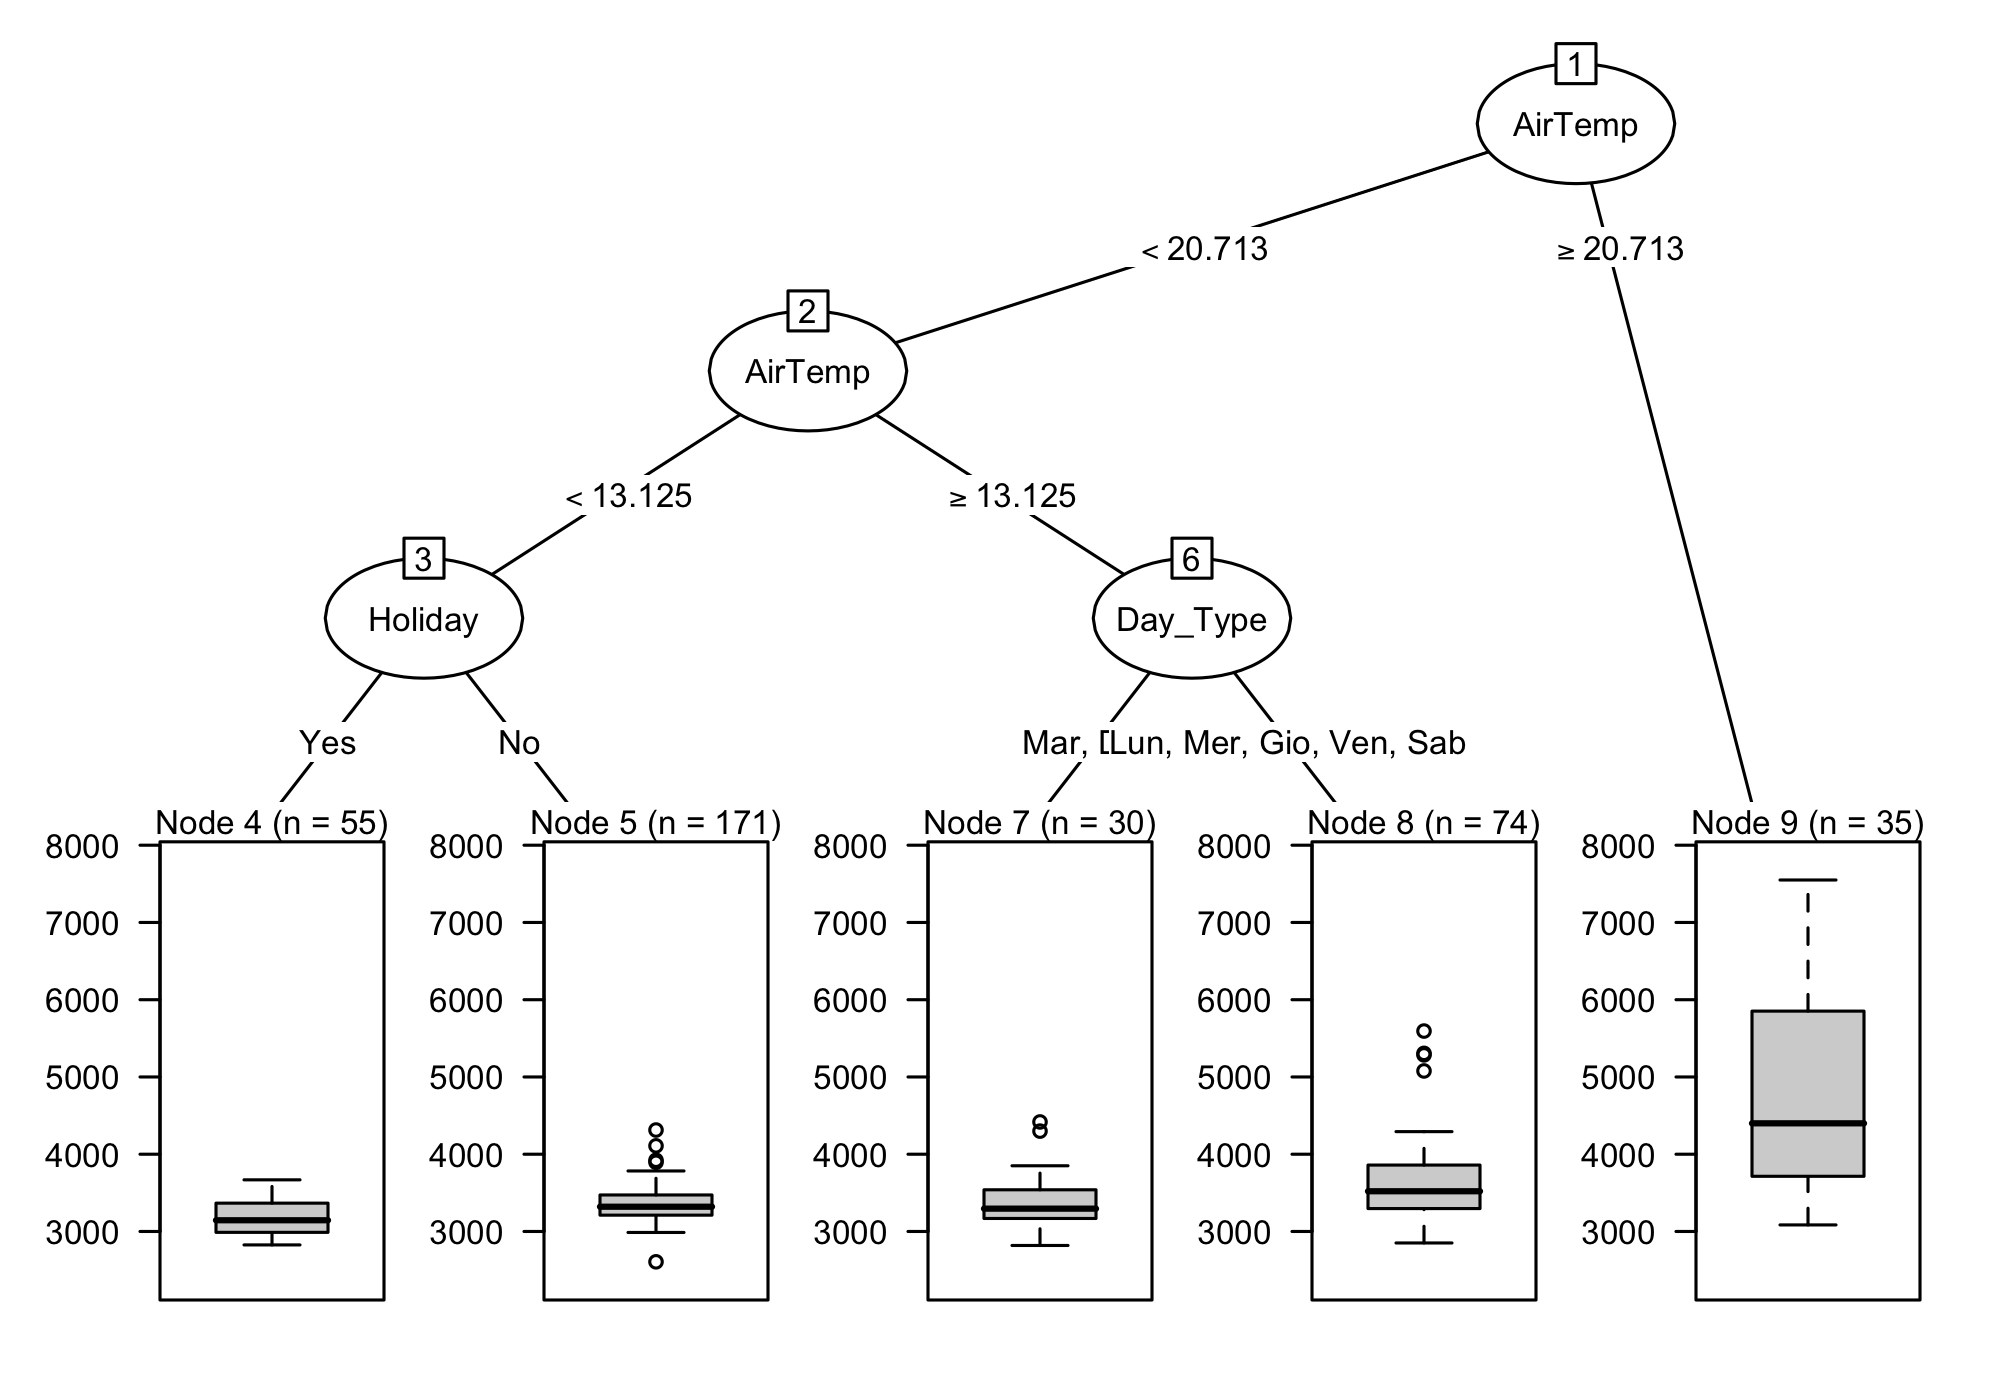 1
AirTemp
< 20.713
≥ 20.713
2
AirTemp
< 13.125
≥ 13.125
3
Holiday
6
Day_Type
Yes
No
Mar,
Lun, Mer, Gio, Ven, Sab
Node 4 (n = 55)
8000
7000
6000
5000
4000
3000
Node 5 (n = 171)
8000
7000
6000
5000
4000
3000
Node 7 (n = 30)
8000
7000
6000
5000
4000
3000
Node 8 (n = 74)
8000
7000
6000
5000
4000
3000
Node 9 (n = 35)
8000
7000
6000
5000
4000
3000